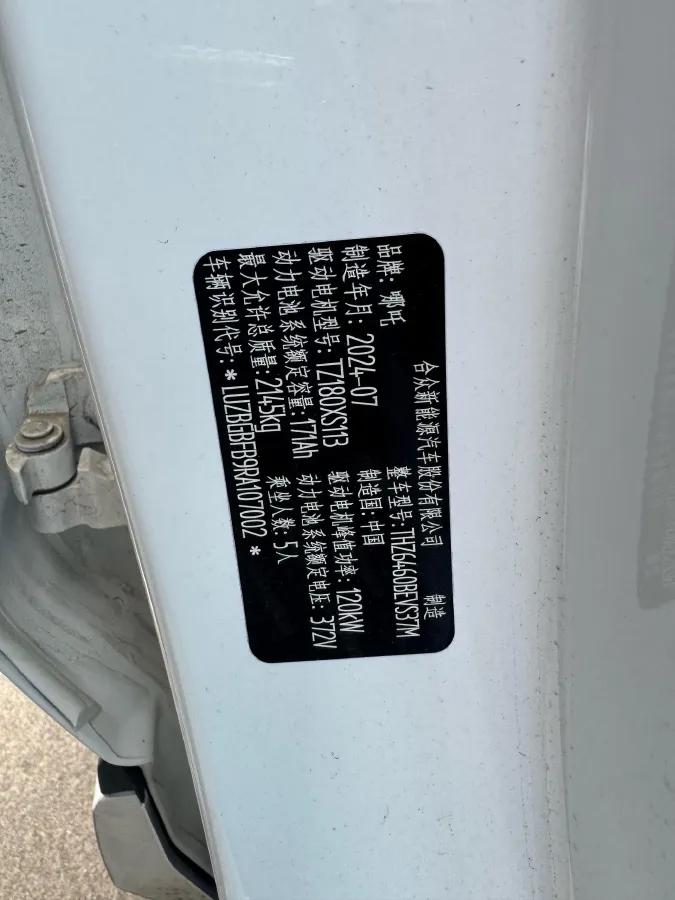 合众新能源汽车股份有限公司 制造
品牌: 哪吒 整车型号: THZ6460BEVS37M
制造年月: 2024-07 制造国: 中国
驱动电机型号: TZ180XSY13 驱动电机峰值功率: 120kW
动力电池系统额定容量: 171Ah 动力电池系统额定电压: 372V
最大允许总质量: 2145kg 乘坐人数: 5人
车辆识别代号: * LUZBEBFB9RA107002 *